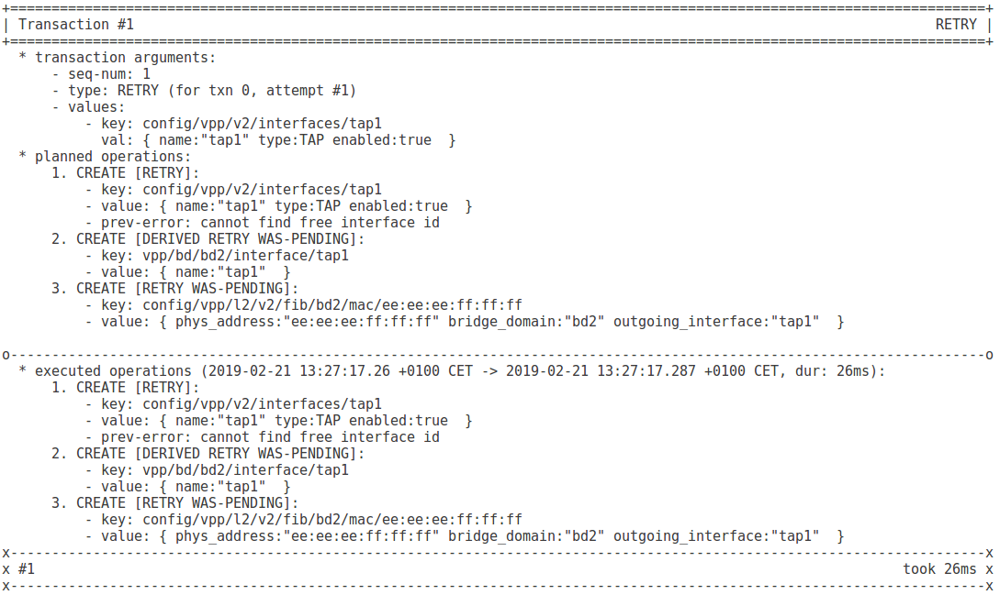 +======================================================================================================================+
| Transaction #1                                                                                                 RETRY |
+======================================================================================================================+
  * transaction arguments:
      - seq-num: 1
      - type: RETRY (for txn 0, attempt #1)
      - values:
          - key: config/vpp/v2/interfaces/tap1
            val: { name:"tap1" type:TAP enabled:true  }
  * planned operations:
      1. CREATE [RETRY]:
          - key: config/vpp/v2/interfaces/tap1
          - value: { name:"tap1" type:TAP enabled:true  }
          - prev-error: cannot find free interface id
      2. CREATE [DERIVED RETRY WAS-PENDING]:
          - key: vpp/bd/bd2/interface/tap1
          - value: { name:"tap1"  }
      3. CREATE [RETRY WAS-PENDING]:
          - key: config/vpp/l2/v2/fib/bd2/mac/ee:ee:ee:ff:ff:ff
          - value: { phys_address:"ee:ee:ee:ff:ff:ff" bridge_domain:"bd2" outgoing_interface:"tap1"  }
o----------------------------------------------------------------------------------------------------------------------o
  * executed operations (2019-02-21 13:27:17.26 +0100 CET -> 2019-02-21 13:27:17.287 +0100 CET, dur: 26ms):
      1. CREATE [RETRY]:
          - key: config/vpp/v2/interfaces/tap1
          - value: { name:"tap1" type:TAP enabled:true  }
          - prev-error: cannot find free interface id
      2. CREATE [DERIVED RETRY WAS-PENDING]:
          - key: vpp/bd/bd2/interface/tap1
          - value: { name:"tap1"  }
      3. CREATE [RETRY WAS-PENDING]:
          - key: config/vpp/l2/v2/fib/bd2/mac/ee:ee:ee:ff:ff:ff
          - value: { phys_address:"ee:ee:ee:ff:ff:ff" bridge_domain:"bd2" outgoing_interface:"tap1"  }
x----------------------------------------------------------------------------------------------------------------------x
x #1                                                                                                         took 26ms x
x----------------------------------------------------------------------------------------------------------------------x